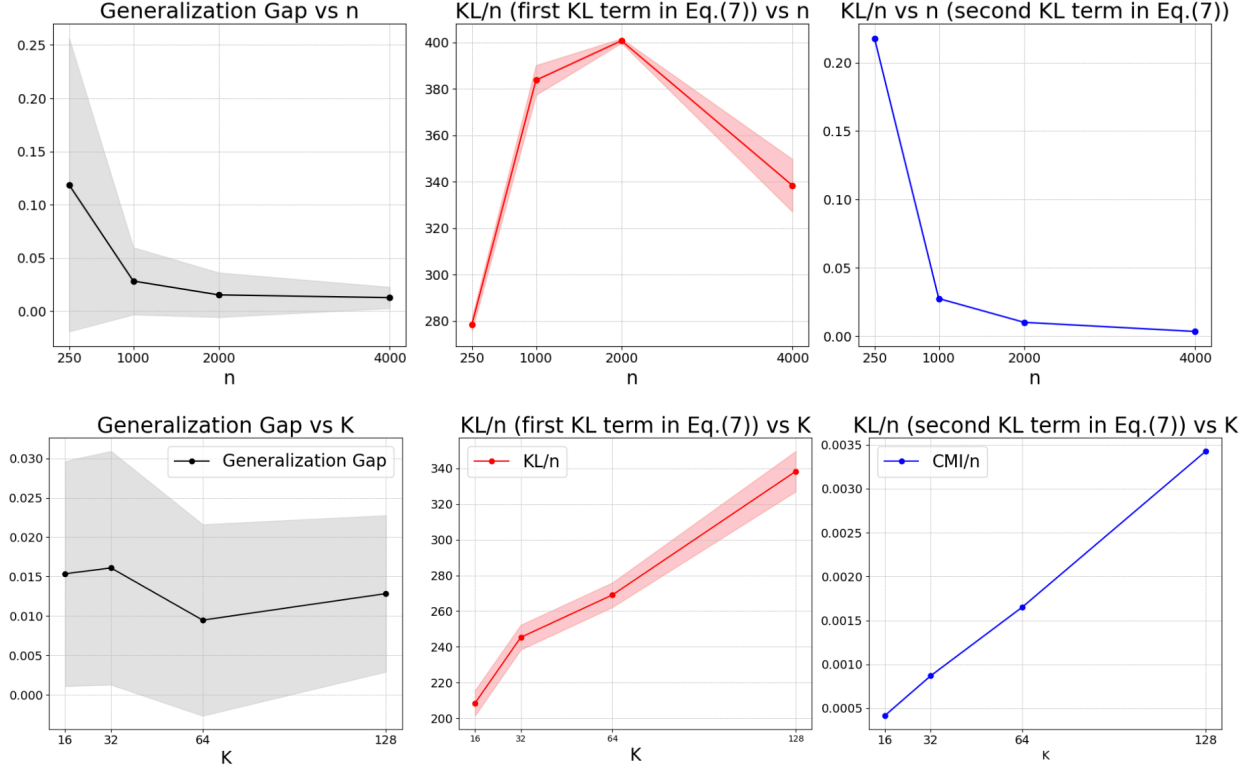 Generalization Gap vs n
0.25
0.20
0.15
0.10
0.05
0.00
250 1000 2000 4000
n
KL/n (first KL term in Eq.(7)) vs n
400
380
360
340
320
300
280
250 1000 2000 4000
n
KL/n vs n (second KL term in Eq.(7))
0.20
0.15
0.10
0.05
0.00
250 1000 2000 4000
n
Generalization Gap vs K
Generalization Gap
0.030
0.025
0.020
0.015
0.010
0.005
0.000
16 32 64 128
K
KL/n (first KL term in Eq.(7)) vs K
KL/n
340
320
300
280
260
240
220
200
16 32 64 128
K
KL/n (second KL term in Eq.(7)) vs K
CMI/n
0.0035
0.0030
0.0025
0.0020
0.0015
0.0010
0.0005
16 32 64 128
K